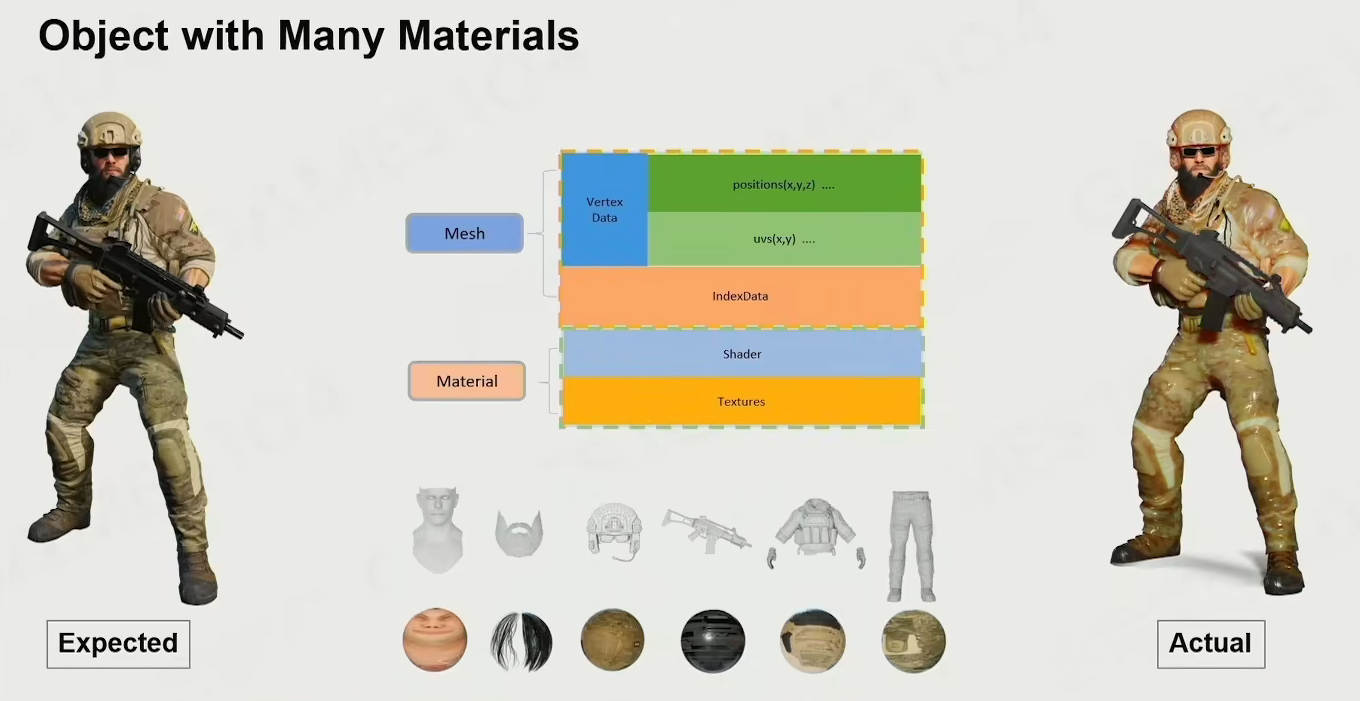 Object with Many Materials
Mesh
Vertex
Data
positions(x,y,z) ....
uvs(x,y) ....
IndexData
Material
Shader
Textures
Expected
Actual